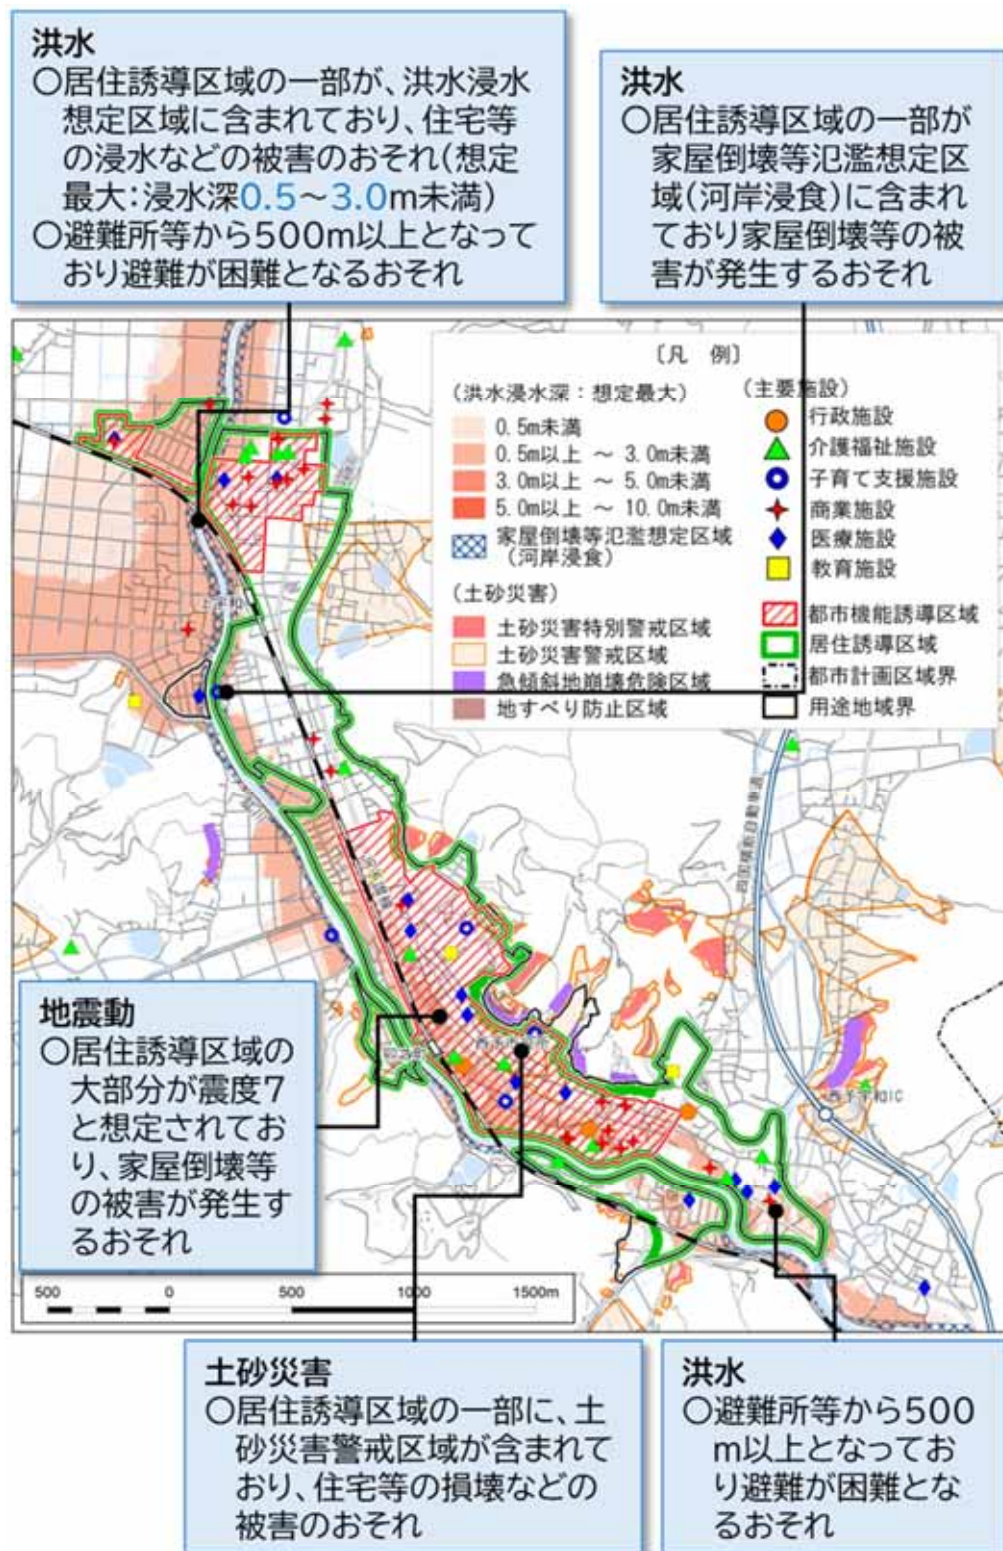 洪水
○居住誘導区域の一部が、洪水浸水
想定区域に含まれており、住宅等
の浸水などの被害のおそれ(想定
最大:浸水深0.5~3.0m未満)
○避難所等から500m以上となって
おり避難が困難となるおそれ
洪水
○居住誘導区域の一部が
家屋倒壊等氾濫想定区
域(河岸浸食)に含まれ
ており家屋倒壊等の被
害が発生するおそれ
〔凡 例〕
(洪水浸水深:想定最大)
0.5m未満
0.5m以上 ~ 3.0m未満
3.0m以上 ~ 5.0m未満
5.0m以上 ~ 10.0m未満
家屋倒壊等氾濫想定区域
(河岸浸食)
(土砂災害)
土砂災害特別警戒区域
土砂災害警戒区域
急傾斜地崩壊危険区域
地すべり防止区域
(主要施設)
行政施設
介護福祉施設
子育て支援施設
商業施設
医療施設
教育施設
都市機能誘導区域
居住誘導区域
都市計画区域界
用途地域界
四国横断自動車道
西予宇和IC
地震動
○居住誘導区域の
大部分が震度7
と想定されてお
り、家屋倒壊等
の被害が発生す
るおそれ
500 0 500 1000 1500m
土砂災害
○居住誘導区域の一部に、土
砂災害警戒区域が含まれて
おり、住宅等の損壊などの
被害のおそれ
洪水
○避難所等から500
m以上となってお
り避難が困難とな
るおそれ